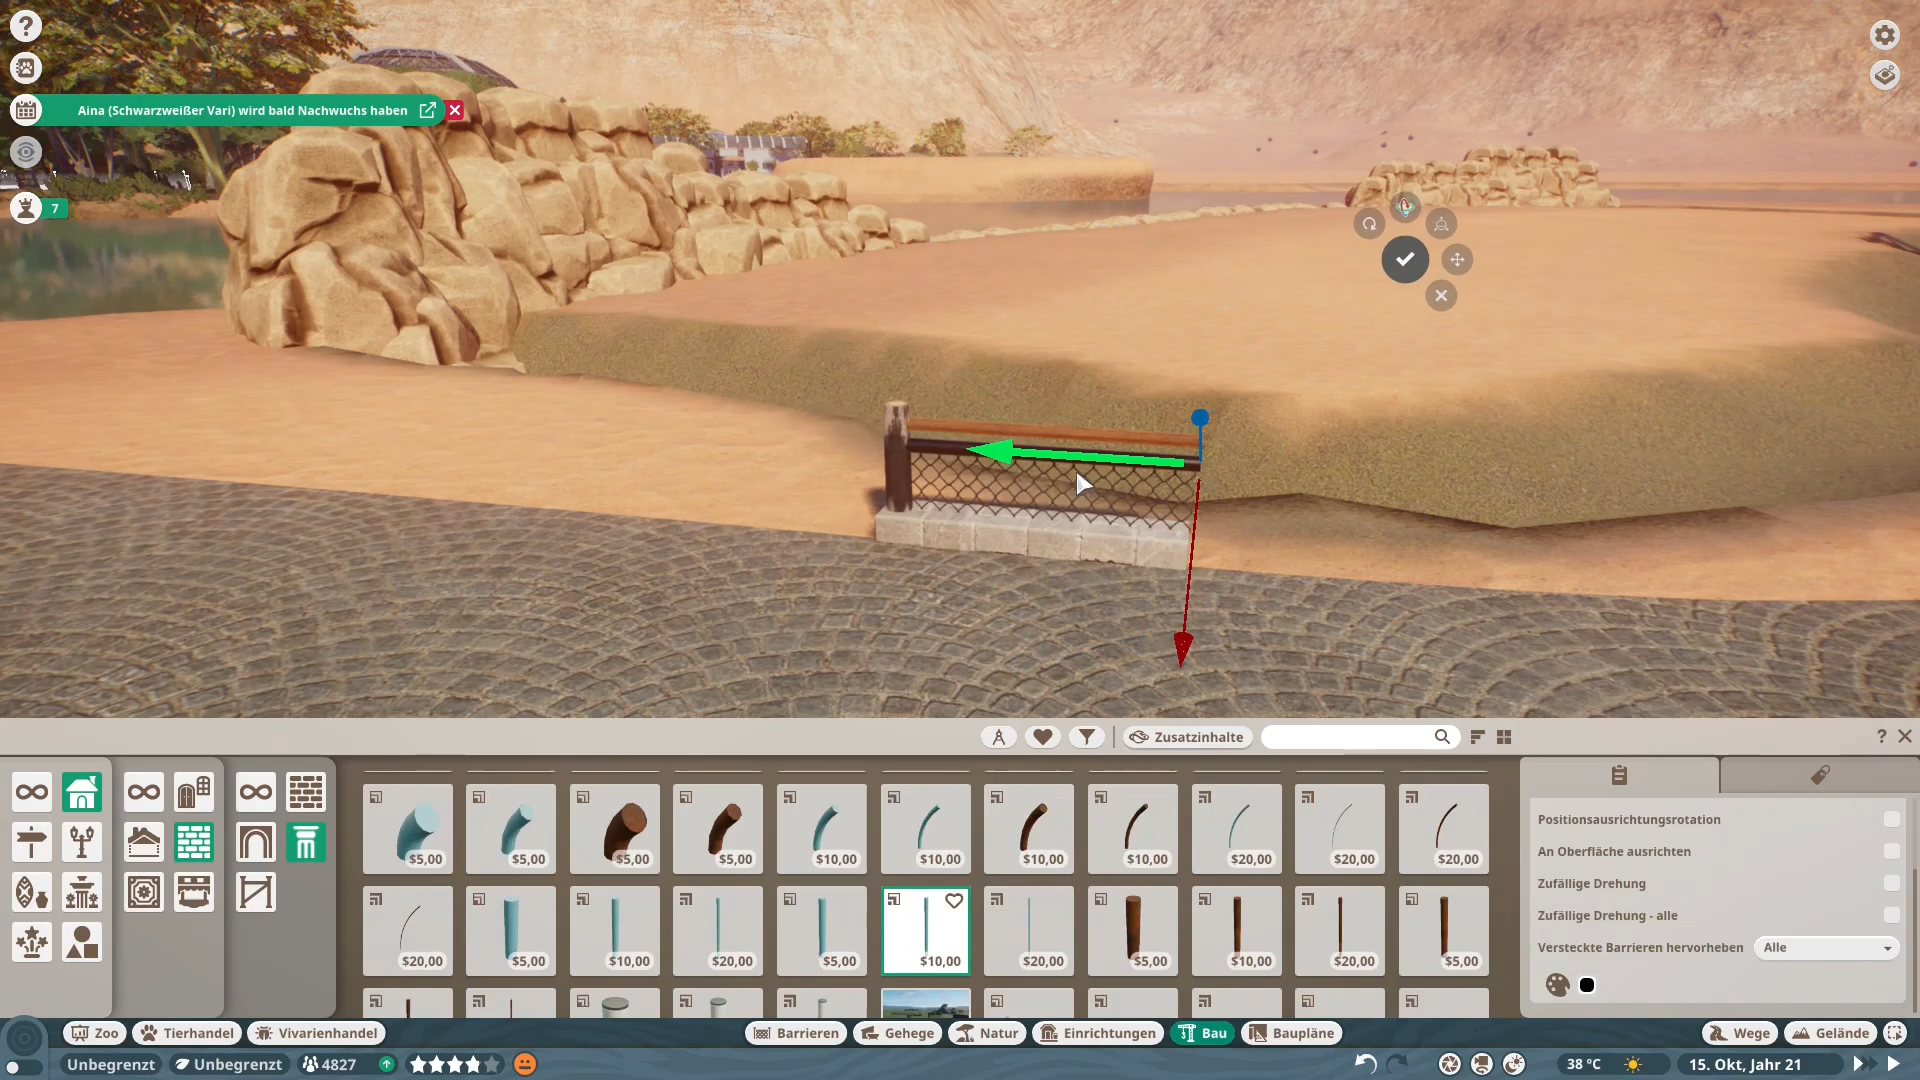 Aina (Schwarzweißer Vari) wird bald Nachwuchs haben
7
Zusatzinhalte
?
$5,00 $5,00 $5,00 $5,00 $10,00 $10,00 $10,00 $10,00 $20,00 $20,00 $20,00
$20,00 $5,00 $10,00 $20,00 $5,00 $10,00 $20,00 $5,00 $10,00 $20,00 $5,00
Positionsausrichtungsrotation
An Oberfläche ausrichten
Zufällige Drehung
Zufällige Drehung - alle
Versteckte Barrieren hervorheben Alle
Zoo Tierhandel Vivarienhandel Barrieren Gehege Natur Einrichtungen Bau Baupläne Wege Gelände
Unbegrenzt Unbegrenzt 4827 38 °C 15. Okt, Jahr 21